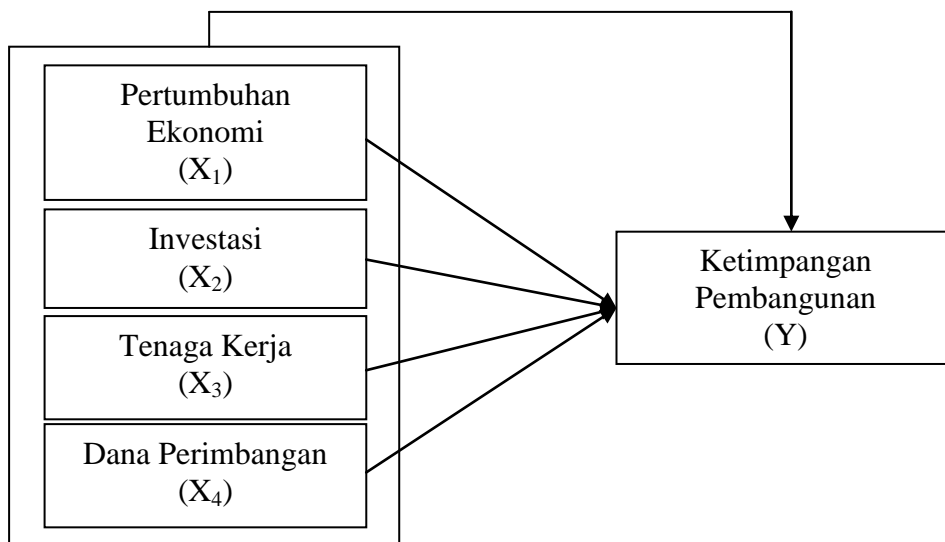 Pertumbuhan
Ekonomi
(X₁)
Investasi
(X₂)
Tenaga Kerja
(X₃)
Dana Perimbangan
(X₄)
Ketimpangan
Pembangunan
(Y)